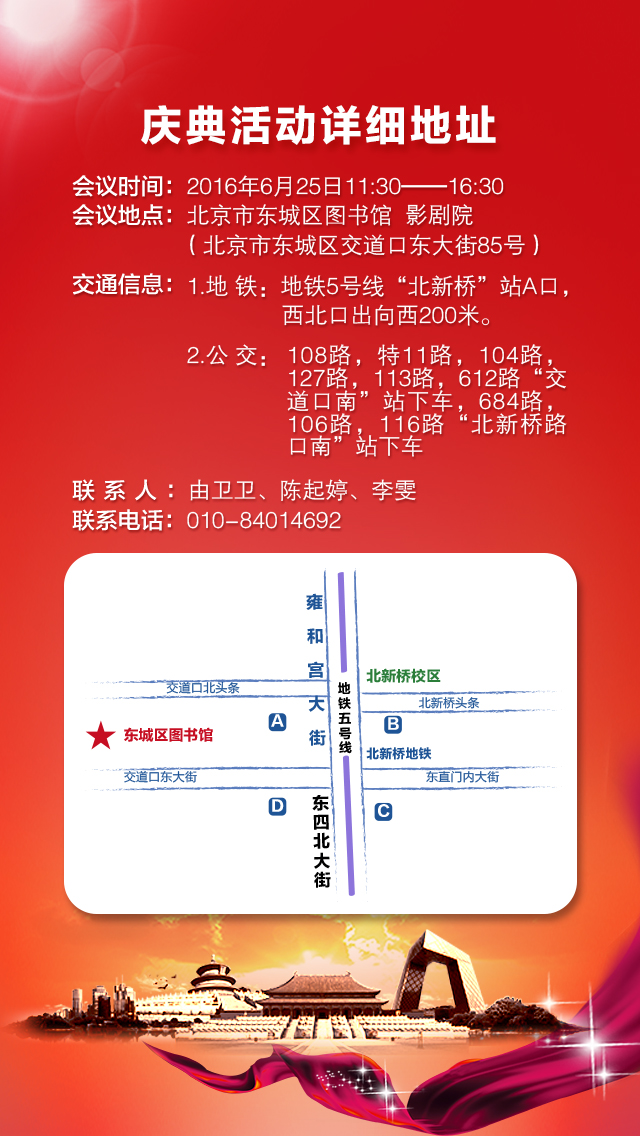 庆典活动详细地址
会议时间：2016年6月25日11:30——16:30
会议地点：北京市东城区图书馆 影剧院
（北京市东城区交道口东大街85号）
交通信息：1.地 铁：地铁5号线“北新桥”站A口，
西北口出向西200米。
2.公 交：108路，特11路，104路，
127路，113路，612路“交
道口南”站下车，684路，
106路，116路“北新桥路
口南”站下车
联 系 人 ：由卫卫、陈起婷、李雯
联系电话：010-84014692
雍和宫大街
北新桥校区
交道口北头条
地铁五号线
北新桥头条
A
B
东城区图书馆
北新桥地铁
交道口东大街
东直门内大街
D
东四北大街
C